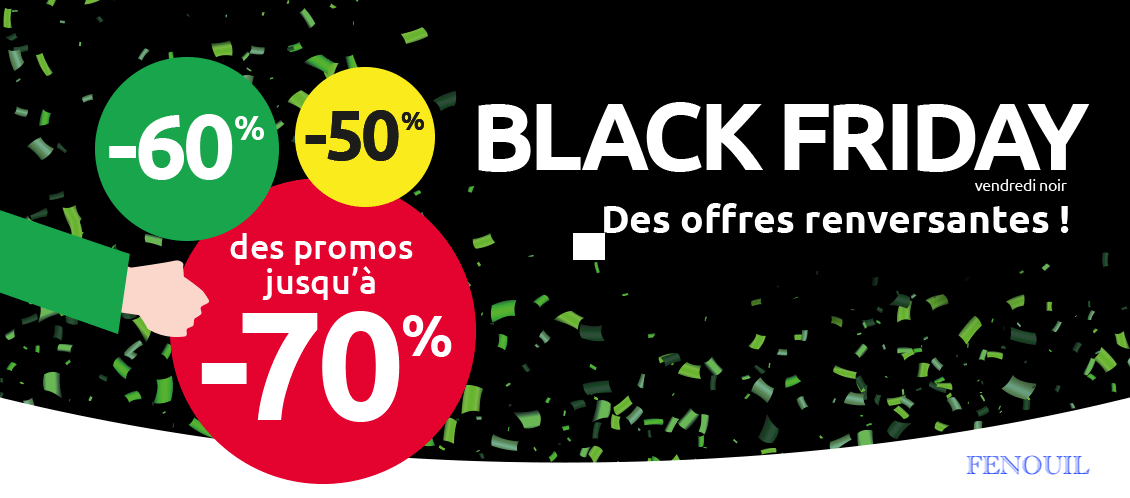 -60%
-50%
BLACK FRIDAY
vendredi noir
Des offres renversantes !
des promos
jusqu'à
-70%
FENOUIL